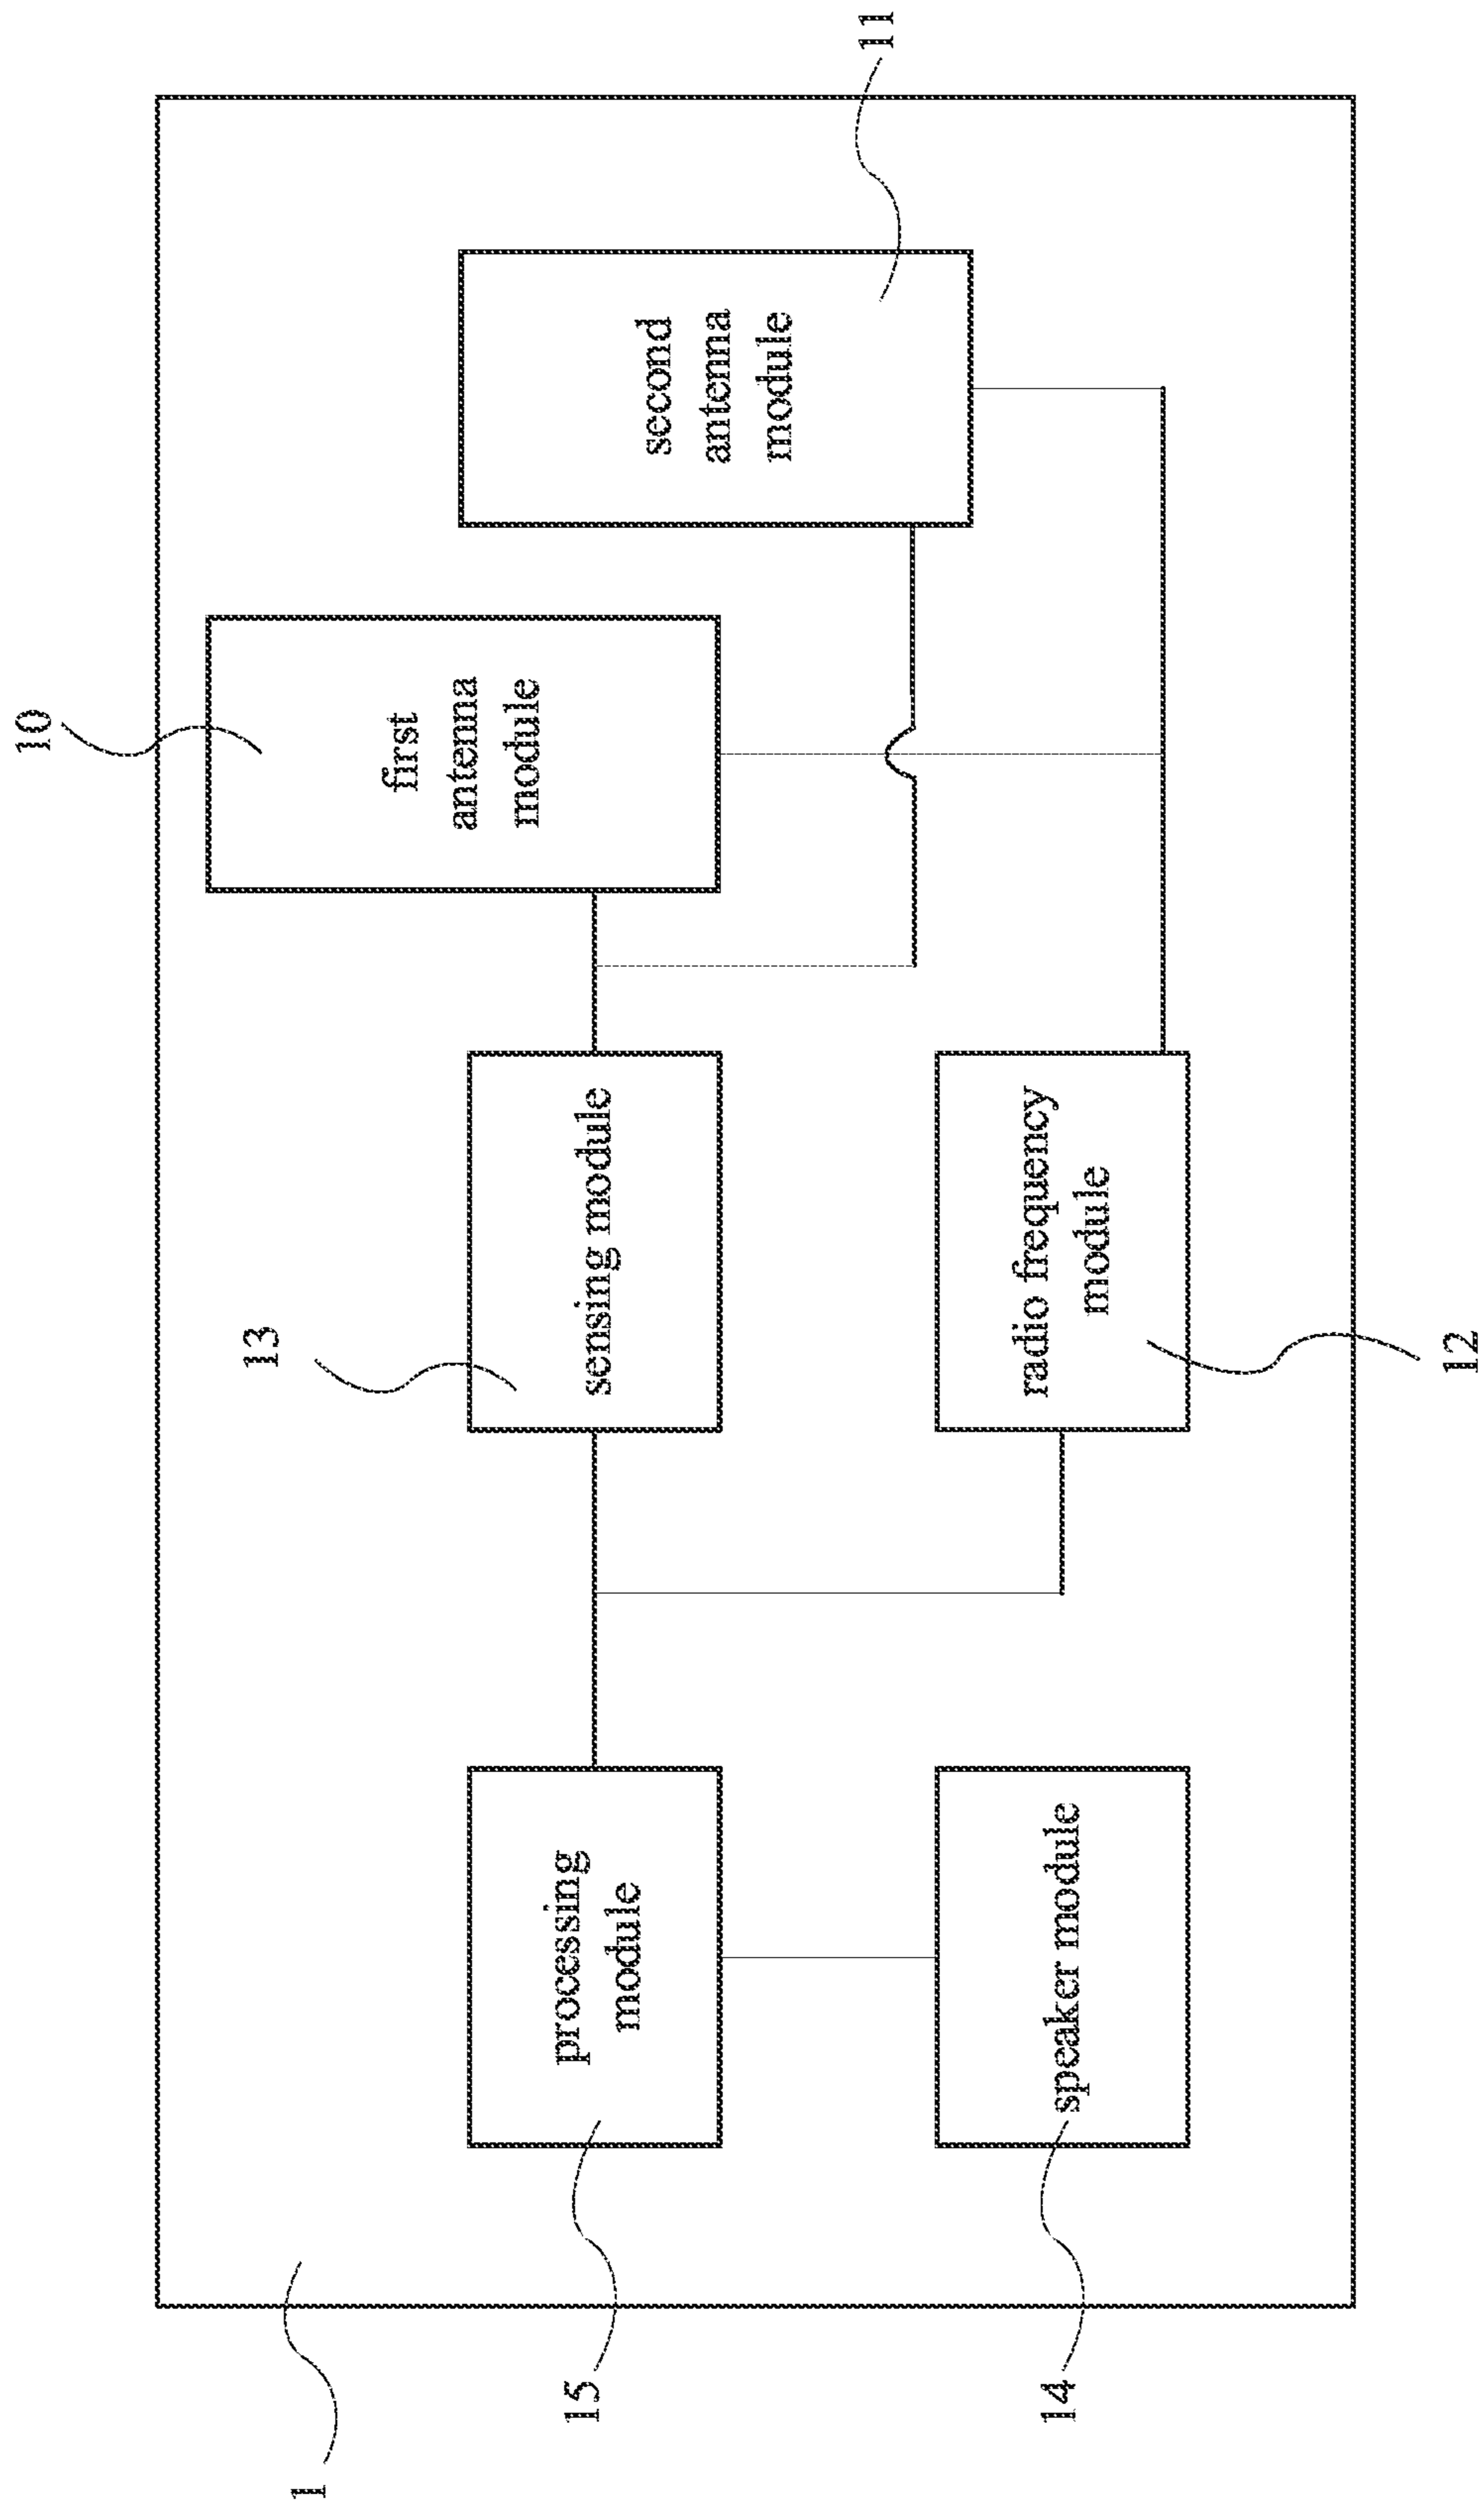 10
13
1
first
antenna
module
15
processing
module
sensing module
second
antenna
module
11
14
speaker module
radio frequency
module
12